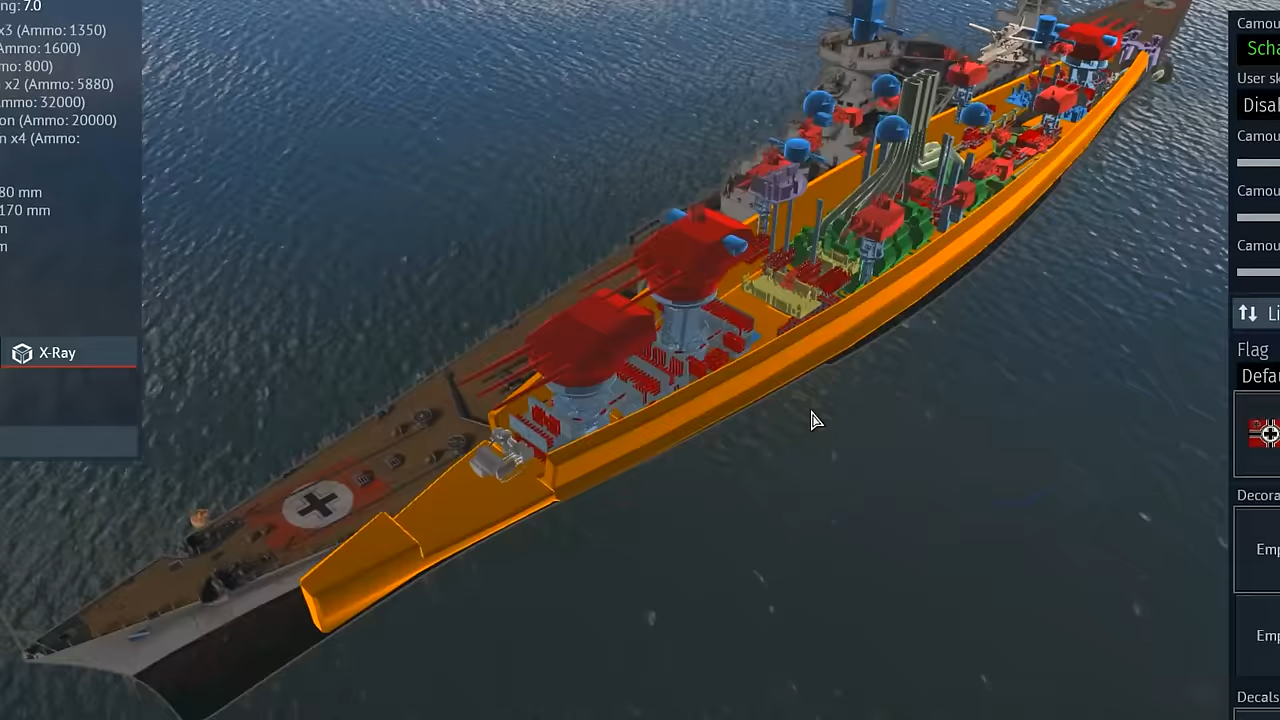 ng: 7.0
x3 (Ammo: 1350)
Ammo: 1600)
mo: 800)
n x2 (Ammo: 5880)
mmo: 32000)
on (Ammo: 20000)
n x4 (Ammo:
80 mm
170 mm
m
m
X-Ray
Camou
Scha
User sk
Disal
Camou
Camou
Camou
Li
Flag
Defau
Decora
Emp
Emp
Decals